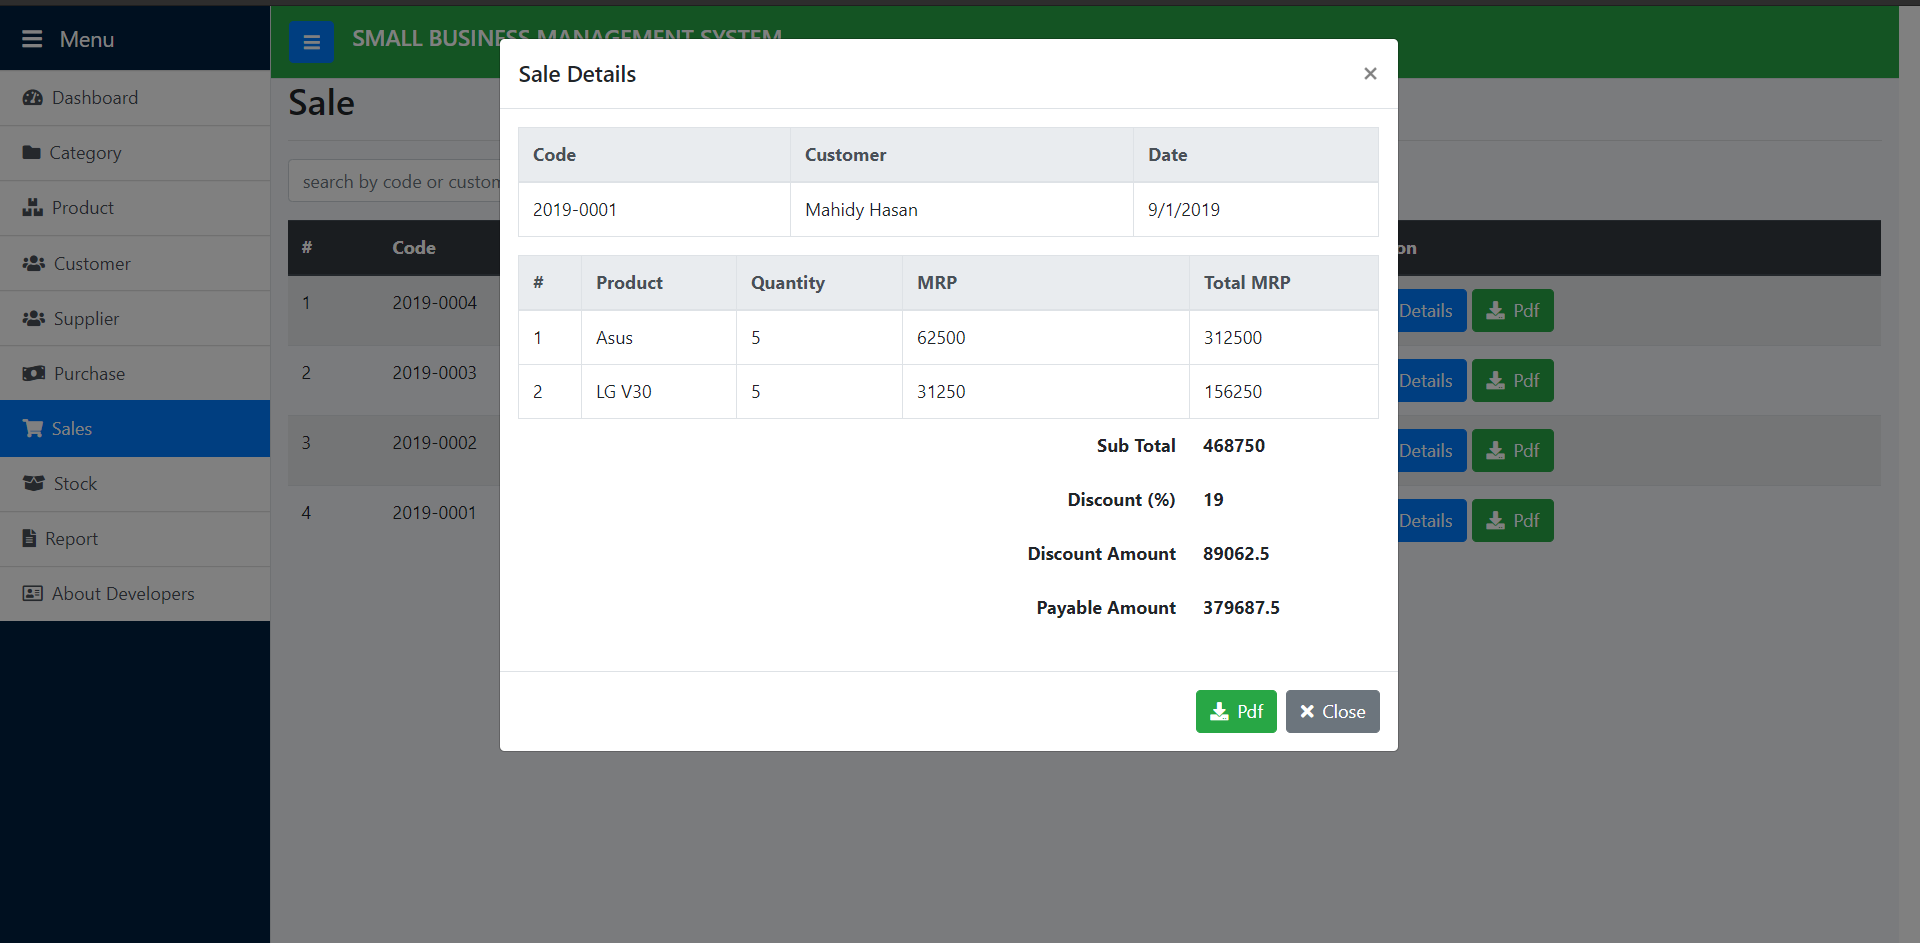 Menu
SMALL BUSINESS MANAGEMENT SYSTEM
Dashboard
Category
Product
Customer
Supplier
Purchase
Sales
Stock
Report
About Developers
Sale
search by code or custom
# Code
1 2019-0004 Details Pdf
2 2019-0003 Details Pdf
3 2019-0002 Details Pdf
4 2019-0001 Details Pdf
Sale Details ×
Code Customer Date
2019-0001 Mahidy Hasan 9/1/2019
# Product Quantity MRP Total MRP
1 Asus 5 62500 312500
2 LG V30 5 31250 156250
Sub Total 468750
Discount (%) 19
Discount Amount 89062.5
Payable Amount 379687.5
Pdf Close